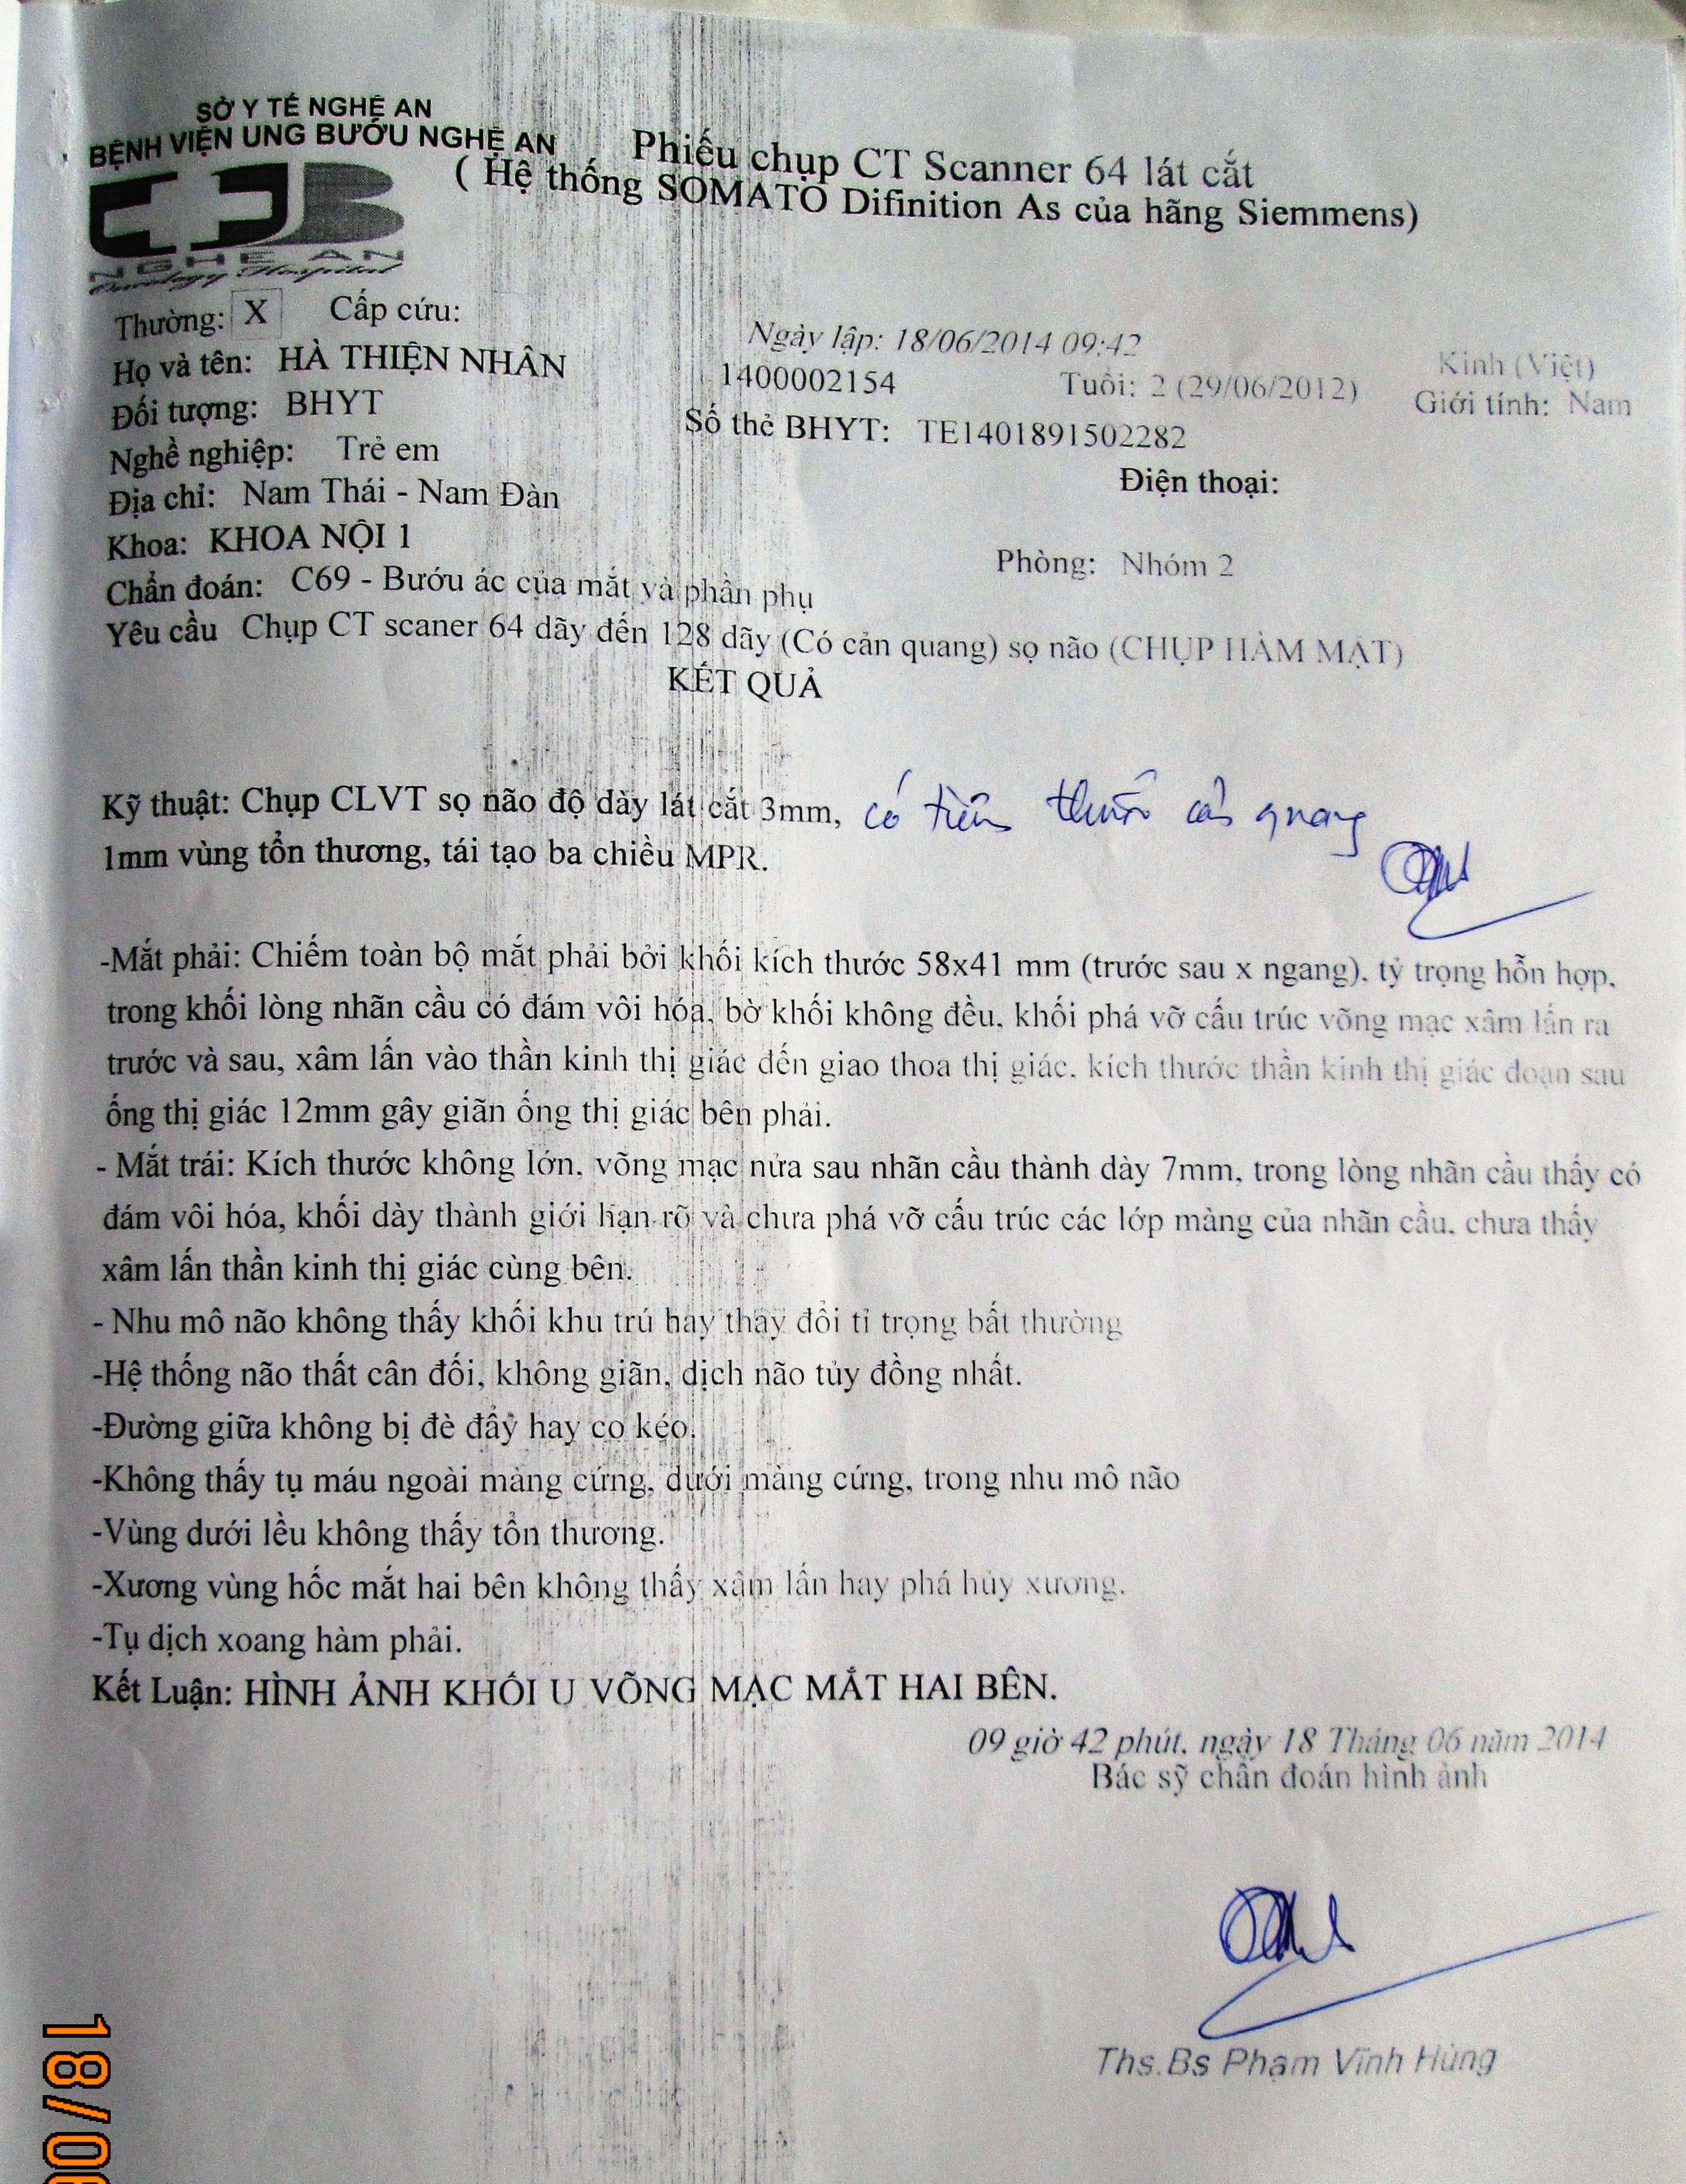 SỞ Y TẾ NGHỆ AN
BỆNH VIỆN UNG BƯỚU NGHỆ AN
Phiếu chụp CT Scanner 64 lát cắt
( Hệ thống SOMATO Difinition As của hãng Siemmens)
NGHE AN
Oncology Hospital
Thường: X Cấp cứu:
Ngày lập: 18/06/2014 09:42
Họ và tên: HÀ THIỆN NHÂN 1400002154 Tuổi: 2 (29/06/2012) Kinh (Việt)
Giới tính: Nam
Đối tượng: BHYT Số thẻ BHYT: TE1401891502282
Nghề nghiệp: Trẻ em Điện thoại:
Địa chỉ: Nam Thái - Nam Đàn
Khoa: KHOA NỘI 1 Phòng: Nhóm 2
Chẩn đoán: C69 - Bướu ác của mắt và phần phụ
Yêu cầu Chụp CT scaner 64 dãy đến 128 dãy (Có cản quang) sọ não (CHỤP HÀM MẶT)
KẾT QUẢ
Kỹ thuật: Chụp CLVT sọ não độ dày lát cắt 3mm, có tiêm thuốc cản quang
1mm vùng tổn thương, tái tạo ba chiều MPR.
-Mắt phải: Chiếm toàn bộ mắt phải bởi khối kích thước 58x41 mm (trước sau x ngang), tỷ trọng hỗn hợp,
trong khối lòng nhãn cầu có đám vôi hóa, bờ khối không đều, khối phá vỡ cấu trúc võng mạc xâm lấn ra
trước và sau, xâm lấn vào thần kinh thị giác đến giao thoa thị giác, kích thước thần kinh thị giác đoạn sau
ống thị giác 12mm gây giãn ống thị giác bên phải.
- Mắt trái: Kích thước không lớn, võng mạc nửa sau nhãn cầu thành dày 7mm, trong lòng nhãn cầu thấy có
đám vôi hóa, khối dày thành giới hạn rõ và chưa phá vỡ cấu trúc các lớp màng của nhãn cầu, chưa thấy
xâm lấn thần kinh thị giác cùng bên.
- Nhu mô não không thấy khối khu trú hay thay đổi tỉ trọng bất thường
-Hệ thống não thất cân đối, không giãn, dịch não tủy đồng nhất.
-Đường giữa không bị đè đẩy hay co kéo.
-Không thấy tụ máu ngoài màng cứng, dưới màng cứng, trong nhu mô não
-Vùng dưới lều không thấy tổn thương.
-Xương vùng hốc mắt hai bên không thấy xâm lấn hay phá hủy xương.
-Tụ dịch xoang hàm phải.
Kết Luận: HÌNH ẢNH KHỐI U VÕNG MẠC MẮT HAI BÊN.
09 giờ 42 phút, ngày 18 Tháng 06 năm 2014
Bác sỹ chẩn đoán hình ảnh
Ths.Bs Phạm Vĩnh Hùng